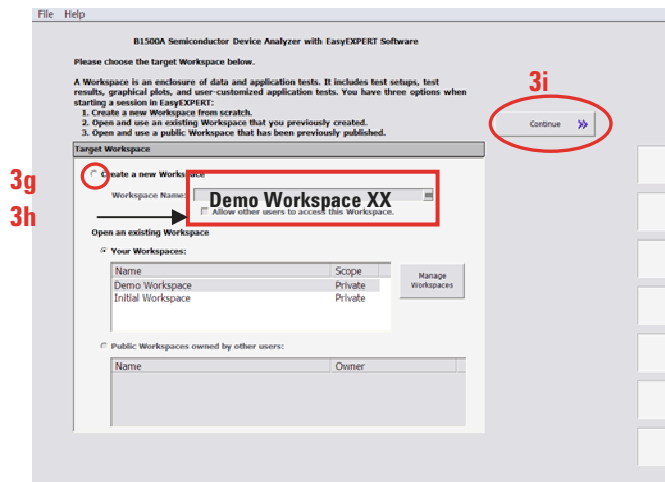 File Help
B1500A Semiconductor Device Analyzer with EasyEXPERT Software
Please choose the target Workspace below.
A Workspace is an enclosure of data and application tests. It includes test setups, test
results, graphical plots, and user-customized application tests. You have three options when
starting a session in EasyEXPERT:
1. Create a new Workspace from scratch.
2. Open and use an existing Workspace that you previously created.
3. Open and use a public Workspace that has been previously published.
3i
Continue
Target Workspace
3g
Create a new Workspace
Workspace Name:
Demo Workspace XX
3h
Allow other users to access this Workspace.
Open an existing Workspace
Your Workspaces:
Name Scope
Demo Workspace Private
Initial Workspace Private
Manage
Workspaces
Public Workspaces owned by other users:
Name Owner